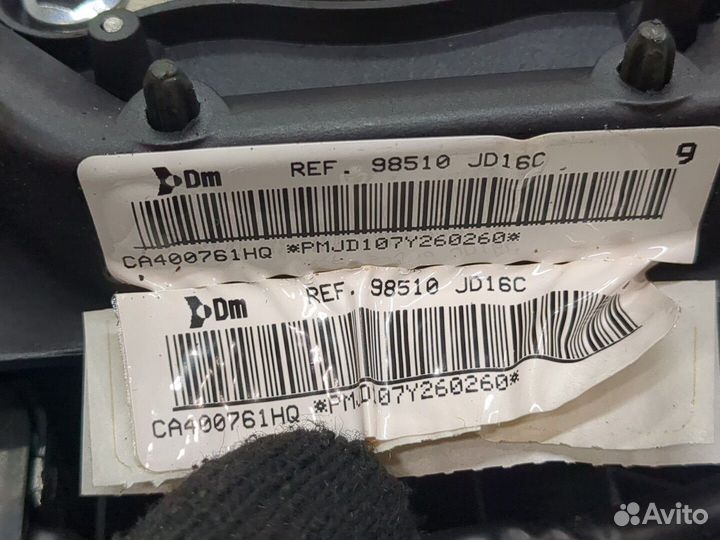 Dm REF. 98510 JD16C 9
CA400761HQ *PMJD107Y260260*
Dm REF. 98510 JD16C
CA400761HQ *PMJD107Y260260*
Avito